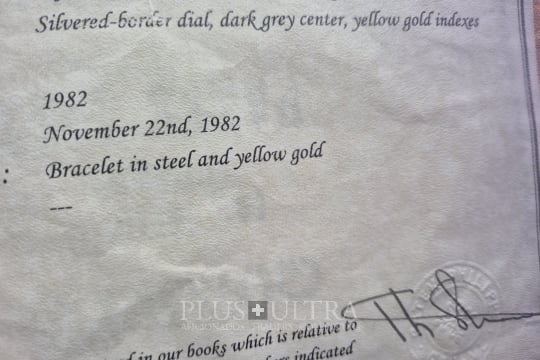 Silvered-border dial, dark grey center, yellow gold indexes
1982
November 22nd, 1982
: Bracelet in steel and yellow gold
---
PLUS ULTRA
in our books which is relative to
indicated